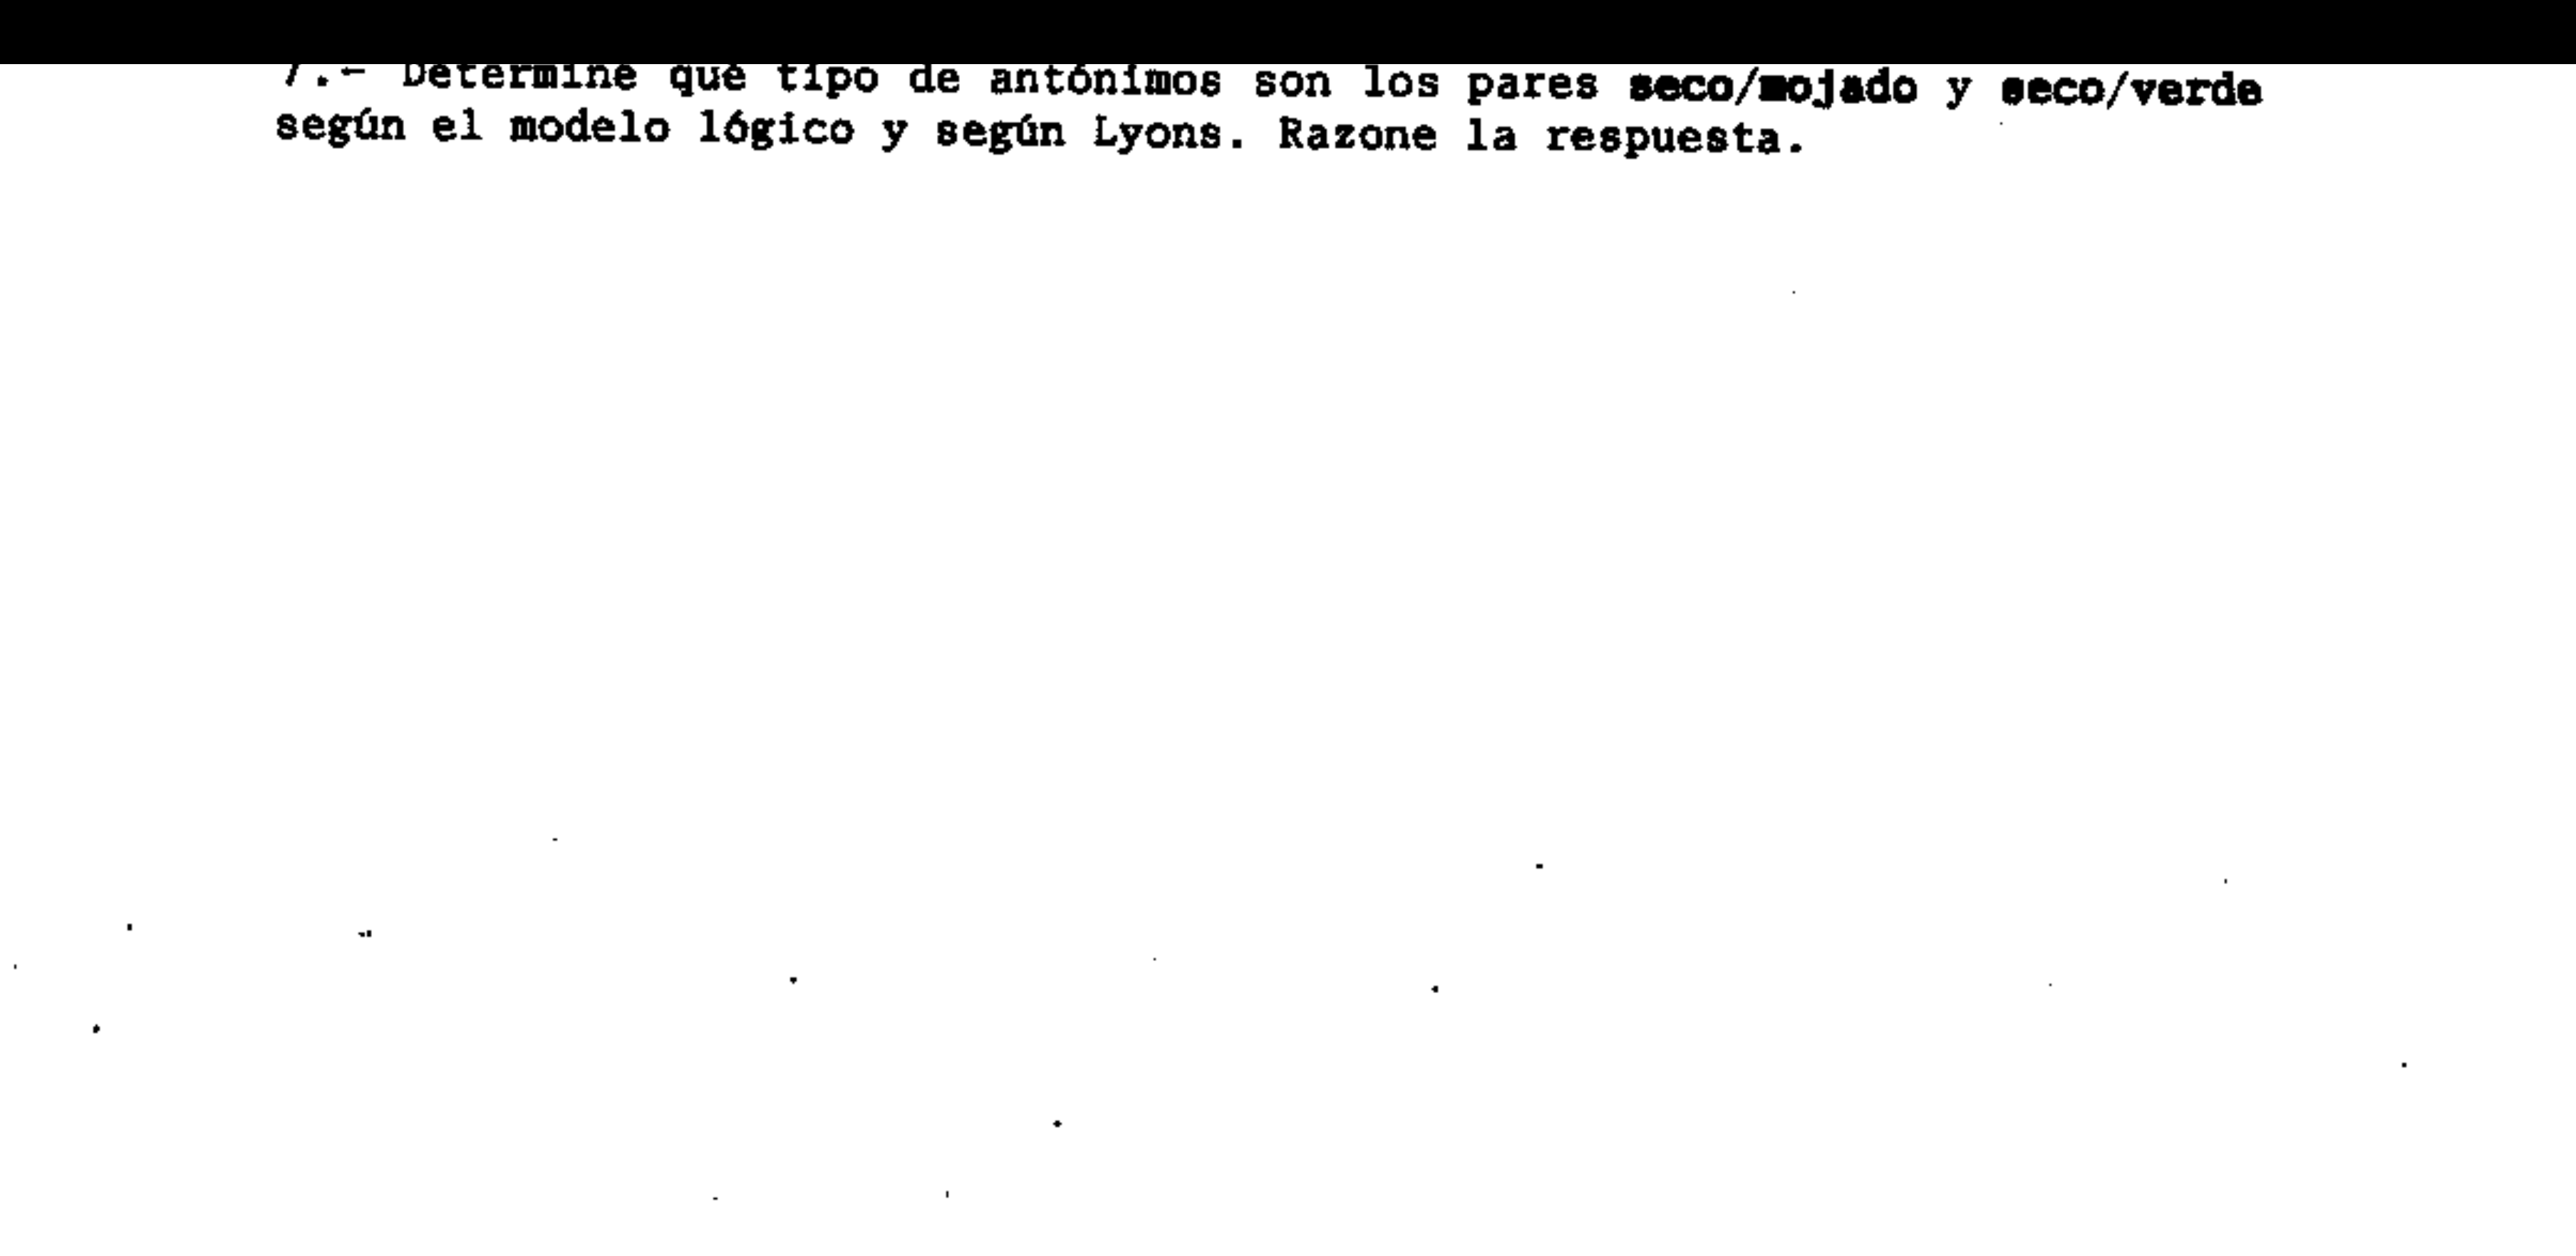 7.- Determine qué tipo de antónimos son los pares seco/mojado y seco/verde
según el modelo lógico y según Lyons. Razone la respuesta.